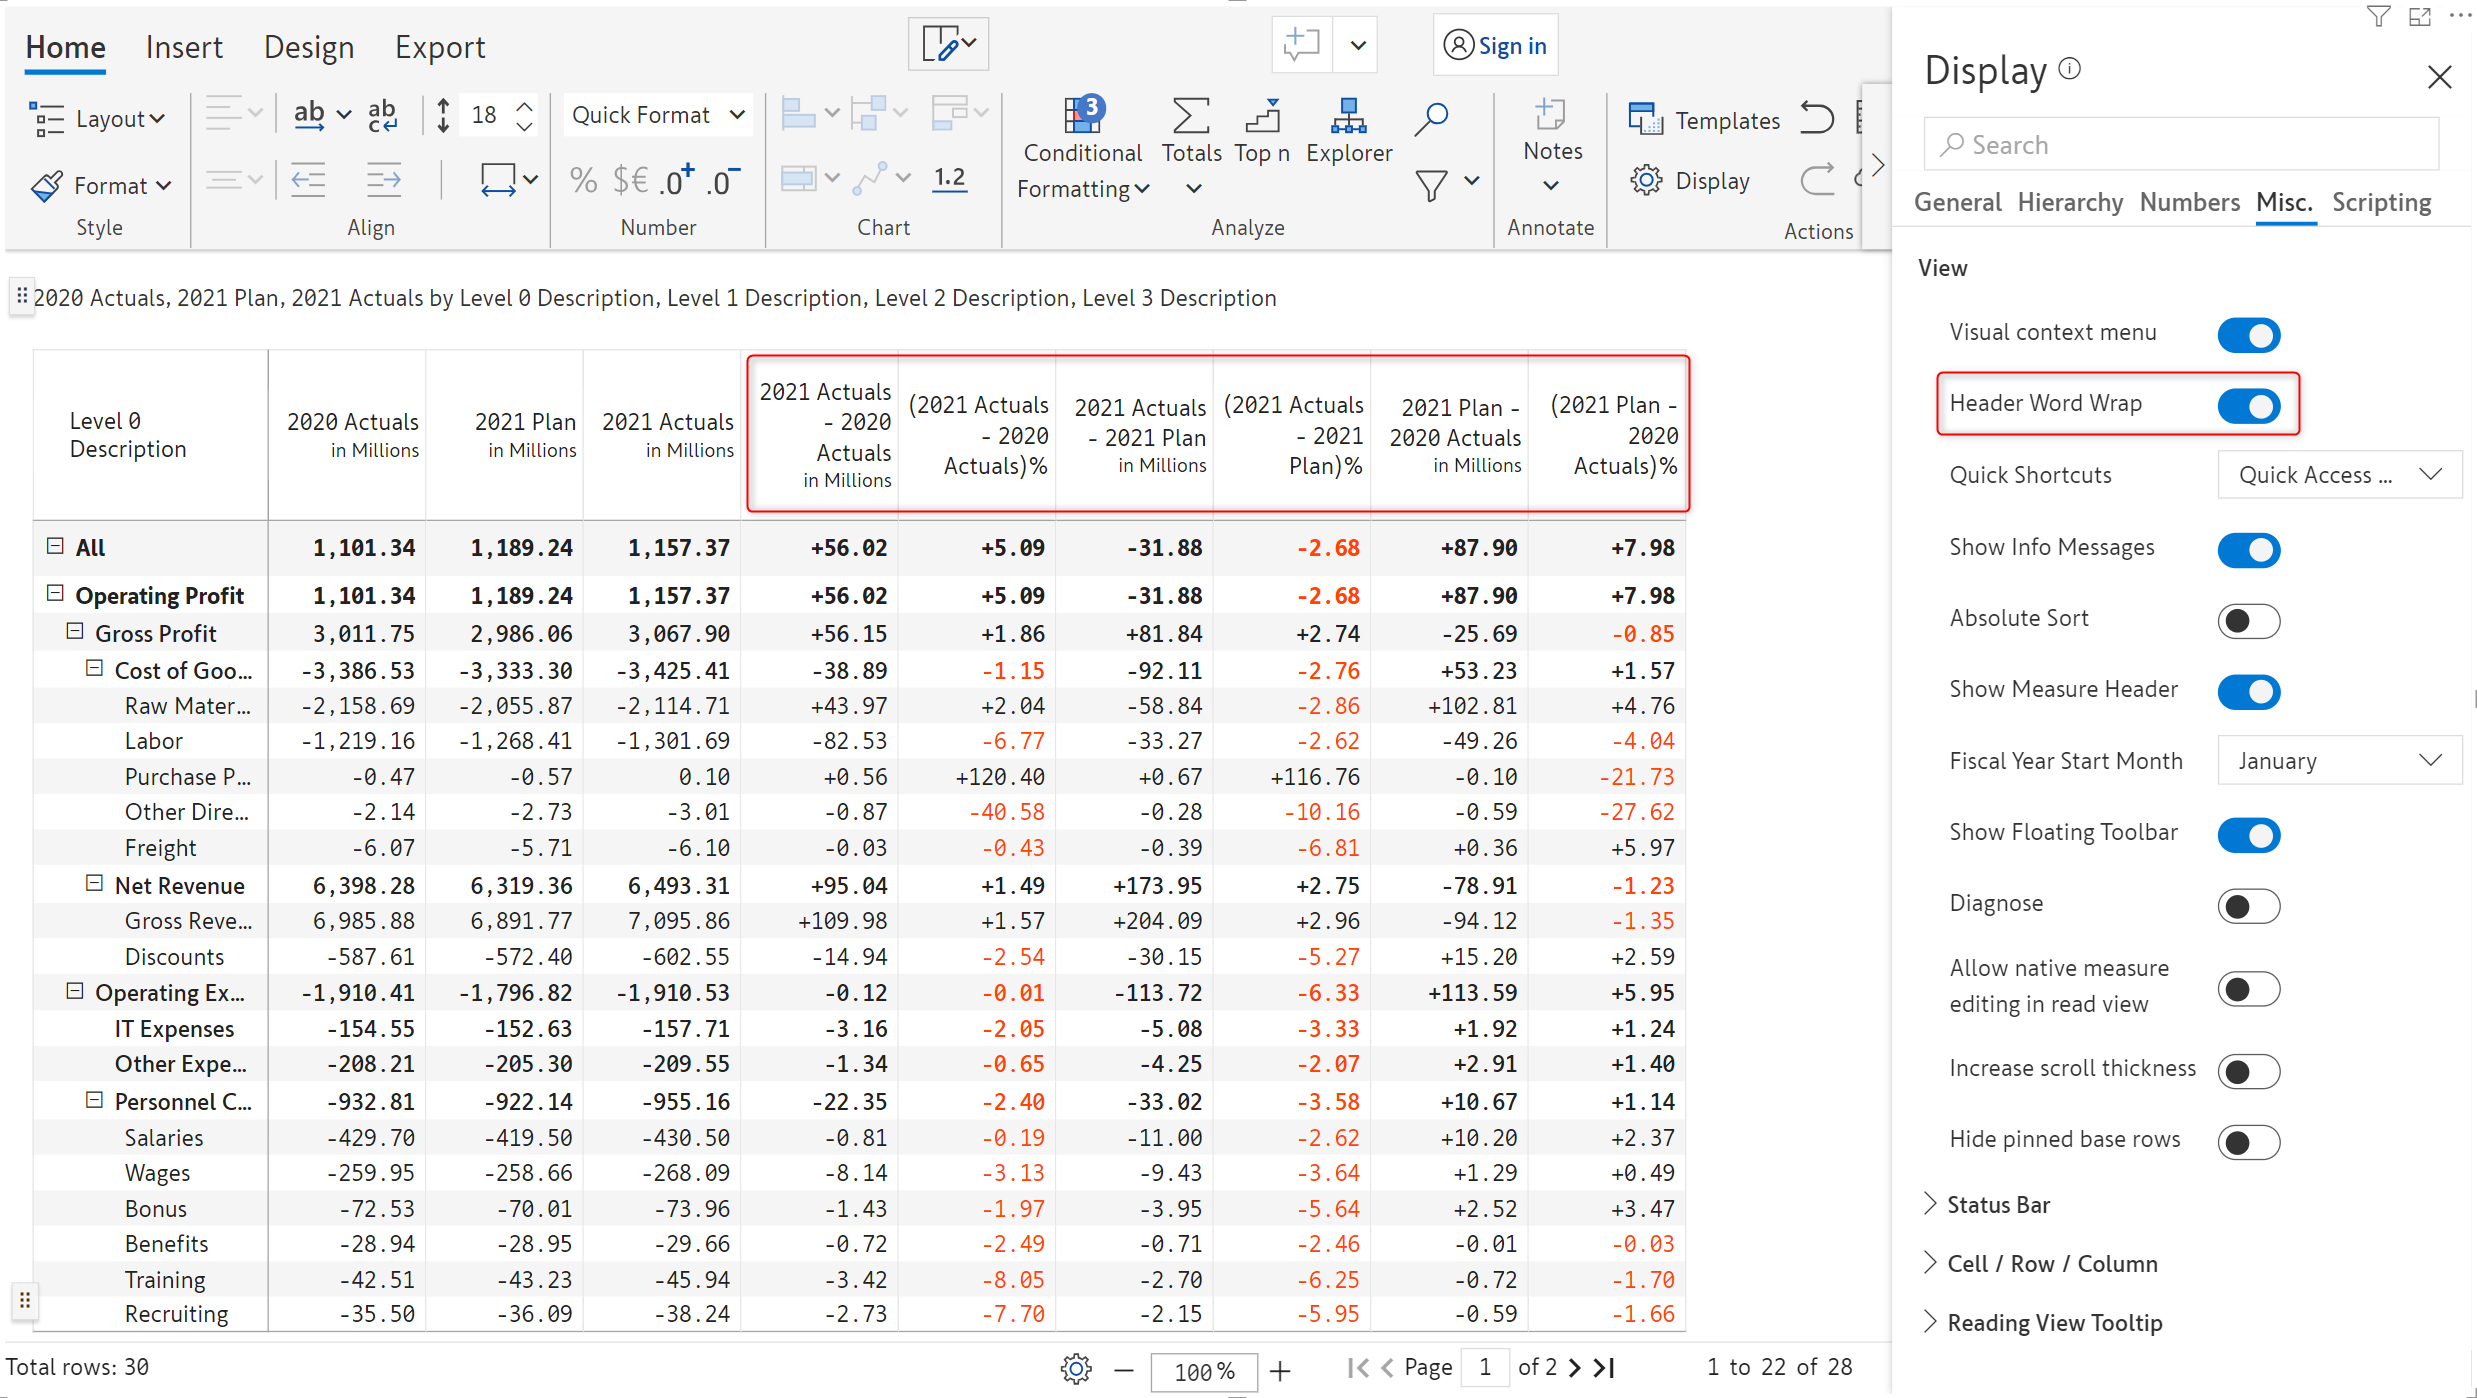 Home Insert Design Export
Sign in
Layout ab ab c 18 Quick Format
Format % $€ .0+ .0− 1.2
Conditional Formatting 3
Totals Top n Explorer
Notes
Templates
Display
Style Align Number Chart Analyze Annotate Actions
2020 Actuals, 2021 Plan, 2021 Actuals by Level 0 Description, Level 1 Description, Level 2 Description, Level 3 Description
Level 0 Description
2020 Actuals in Millions
2021 Plan in Millions
2021 Actuals in Millions
2021 Actuals - 2020 Actuals in Millions
(2021 Actuals - 2020 Actuals)%
2021 Actuals - 2021 Plan in Millions
(2021 Actuals - 2021 Plan)%
2021 Plan - 2020 Actuals in Millions
(2021 Plan - 2020 Actuals)%
All 1,101.34 1,189.24 1,157.37 +56.02 +5.09 -31.88 -2.68 +87.90 +7.98
Operating Profit 1,101.34 1,189.24 1,157.37 +56.02 +5.09 -31.88 -2.68 +87.90 +7.98
Gross Profit 3,011.75 2,986.06 3,067.90 +56.15 +1.86 +81.84 +2.74 -25.69 -0.85
Cost of Goo... -3,386.53 -3,333.30 -3,425.41 -38.89 -1.15 -92.11 -2.76 +53.23 +1.57
Raw Mater... -2,158.69 -2,055.87 -2,114.71 +43.97 +2.04 -58.84 -2.86 +102.81 +4.76
Labor -1,219.16 -1,268.41 -1,301.69 -82.53 -6.77 -33.27 -2.62 -49.26 -4.04
Purchase P... -0.47 -0.57 0.10 +0.56 +120.40 +0.67 +116.76 -0.10 -21.73
Other Dire... -2.14 -2.73 -3.01 -0.87 -40.58 -0.28 -10.16 -0.59 -27.62
Freight -6.07 -5.71 -6.10 -0.03 -0.43 -0.39 -6.81 +0.36 +5.97
Net Revenue 6,398.28 6,319.36 6,493.31 +95.04 +1.49 +173.95 +2.75 -78.91 -1.23
Gross Reve... 6,985.88 6,891.77 7,095.86 +109.98 +1.57 +204.09 +2.96 -94.12 -1.35
Discounts -587.61 -572.40 -602.55 -14.94 -2.54 -30.15 -5.27 +15.20 +2.59
Operating Ex... -1,910.41 -1,796.82 -1,910.53 -0.12 -0.01 -113.72 -6.33 +113.59 +5.95
IT Expenses -154.55 -152.63 -157.71 -3.16 -2.05 -5.08 -3.33 +1.92 +1.24
Other Expe... -208.21 -205.30 -209.55 -1.34 -0.65 -4.25 -2.07 +2.91 +1.40
Personnel C... -932.81 -922.14 -955.16 -22.35 -2.40 -33.02 -3.58 +10.67 +1.14
Salaries -429.70 -419.50 -430.50 -0.81 -0.19 -11.00 -2.62 +10.20 +2.37
Wages -259.95 -258.66 -268.09 -8.14 -3.13 -9.43 -3.64 +1.29 +0.49
Bonus -72.53 -70.01 -73.96 -1.43 -1.97 -3.95 -5.64 +2.52 +3.47
Benefits -28.94 -28.95 -29.66 -0.72 -2.49 -0.71 -2.46 -0.01 -0.03
Training -42.51 -43.23 -45.94 -3.42 -8.05 -2.70 -6.25 -0.72 -1.70
Recruiting -35.50 -36.09 -38.24 -2.73 -7.70 -2.15 -5.95 -0.59 -1.66
Total rows: 30 100% Page 1 of 2 1 to 22 of 28
Display
Search
General Hierarchy Numbers Misc. Scripting
View
Visual context menu
Header Word Wrap
Quick Shortcuts Quick Access ...
Show Info Messages
Absolute Sort
Show Measure Header
Fiscal Year Start Month January
Show Floating Toolbar
Diagnose
Allow native measure
editing in read view
Increase scroll thickness
Hide pinned base rows
Status Bar
Cell / Row / Column
Reading View Tooltip